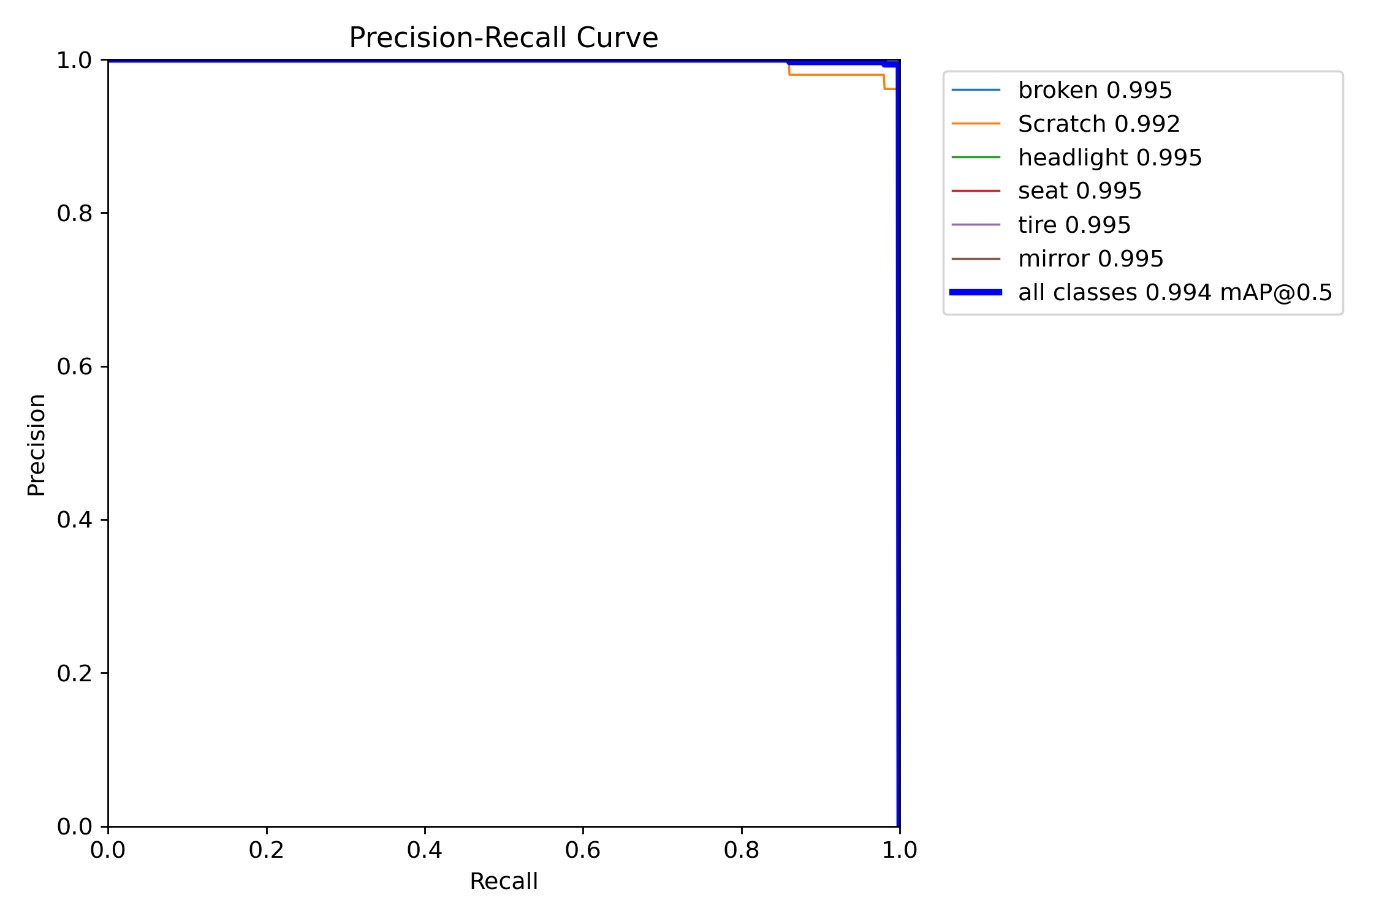 Precision-Recall Curve
1.0
0.8
0.6
0.4
0.2
0.0
Precision
0.0 0.2 0.4 0.6 0.8 1.0
Recall
broken 0.995
Scratch 0.992
headlight 0.995
seat 0.995
tire 0.995
mirror 0.995
all classes 0.994 mAP@0.5